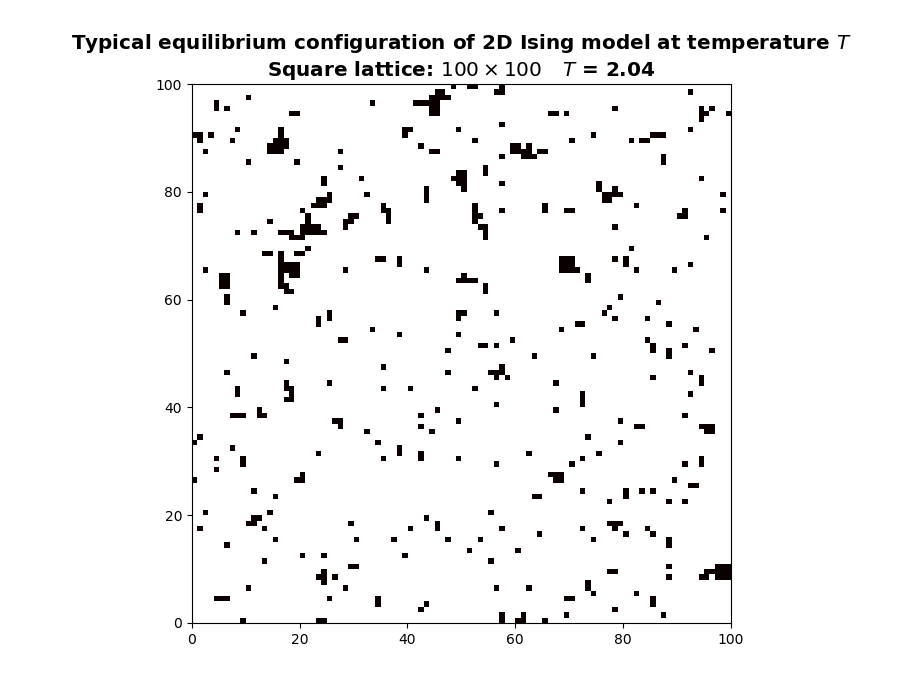 Typical equilibrium configuration of 2D Ising model at temperature T
Square lattice: 100 × 100 T = 2.04
100
80
60
40
20
0
0 20 40 60 80 100